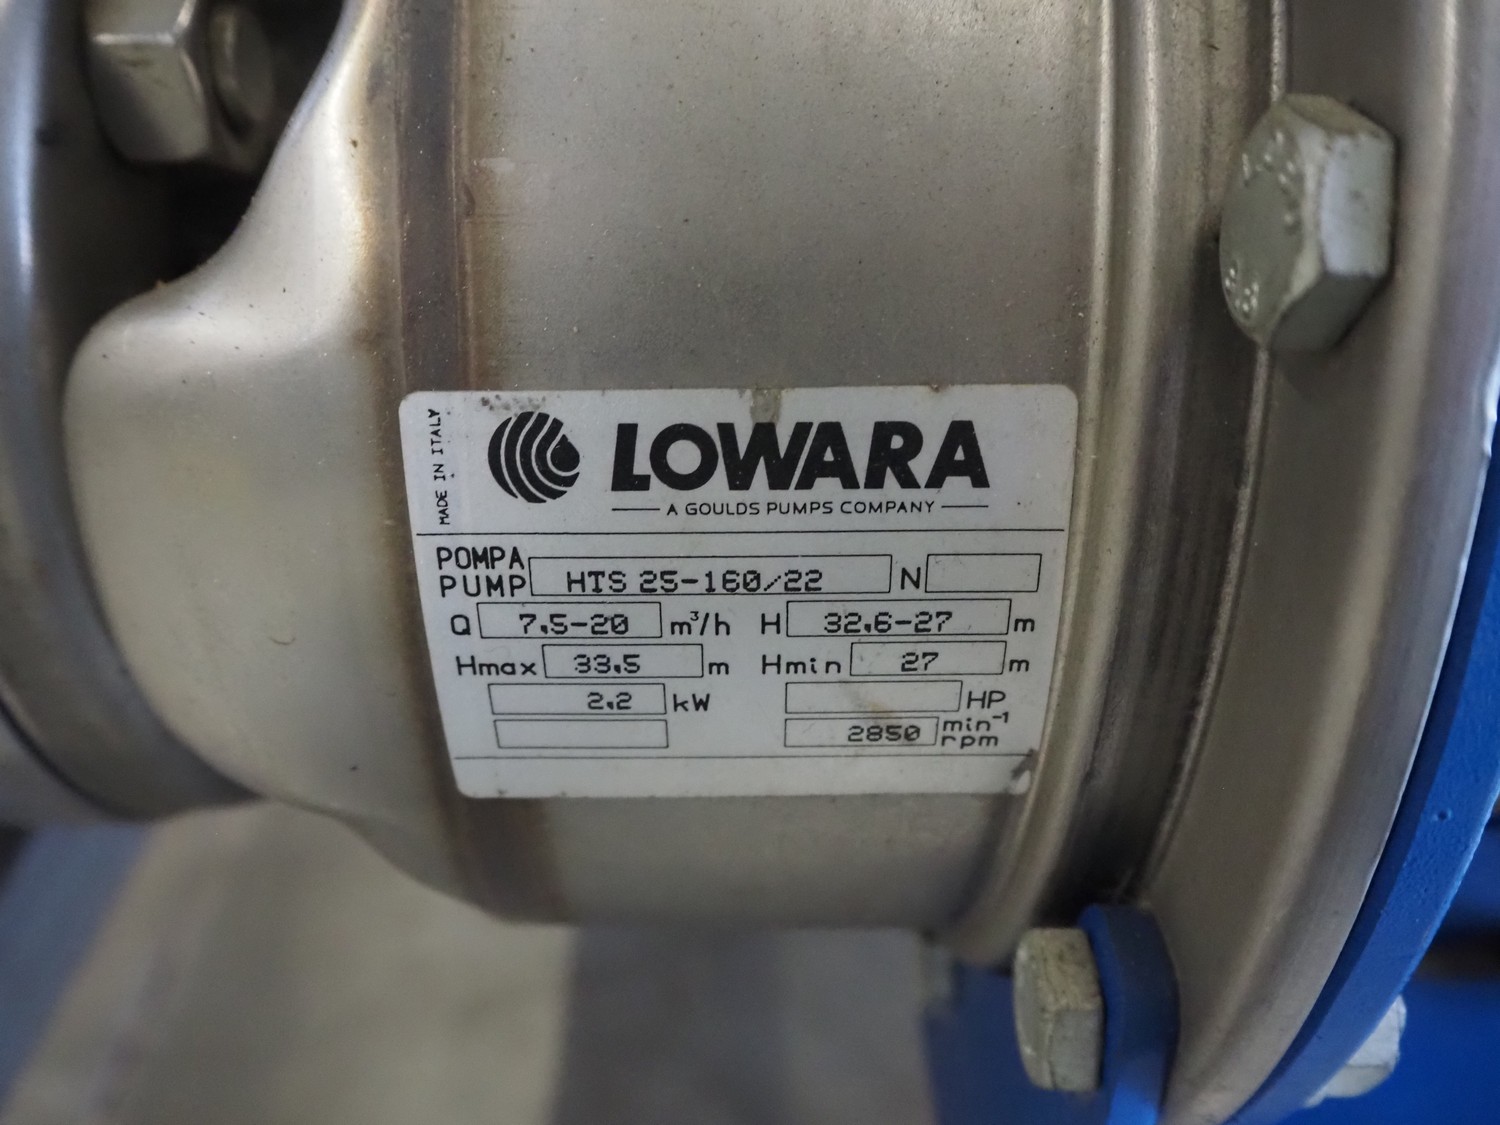 MADE IN ITALY
LOWARA
A GOULDS PUMPS COMPANY
POMPA
PUMP HTS 25-160/22 N
Q 7,5-20 m³/h H 32,6-27 m
Hmax 33,5 m Hmin 27 m
2,2 kW HP
2850 min⁻¹
rpm